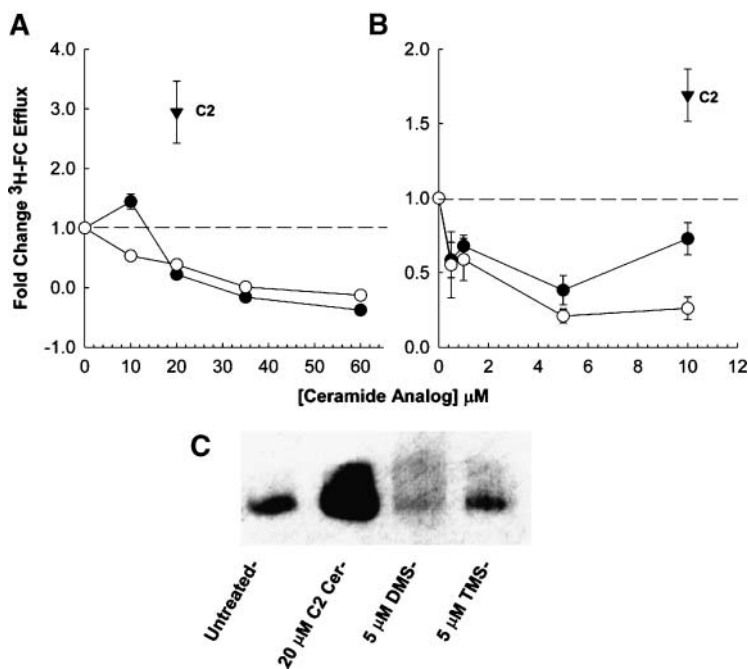 A
B
4.0
3.0
2.0
1.0
0.0
-1.0
C2
Fold Change ³H-FC Efflux
0 10 20 30 40 50 60
2.0
1.5
1.0
0.5
0.0
C2
0 2 4 6 8 10 12
[Ceramide Analog] μM
C
Untreated-
20 μM C2 Cer-
5 μM DMS-
5 μM TMS-